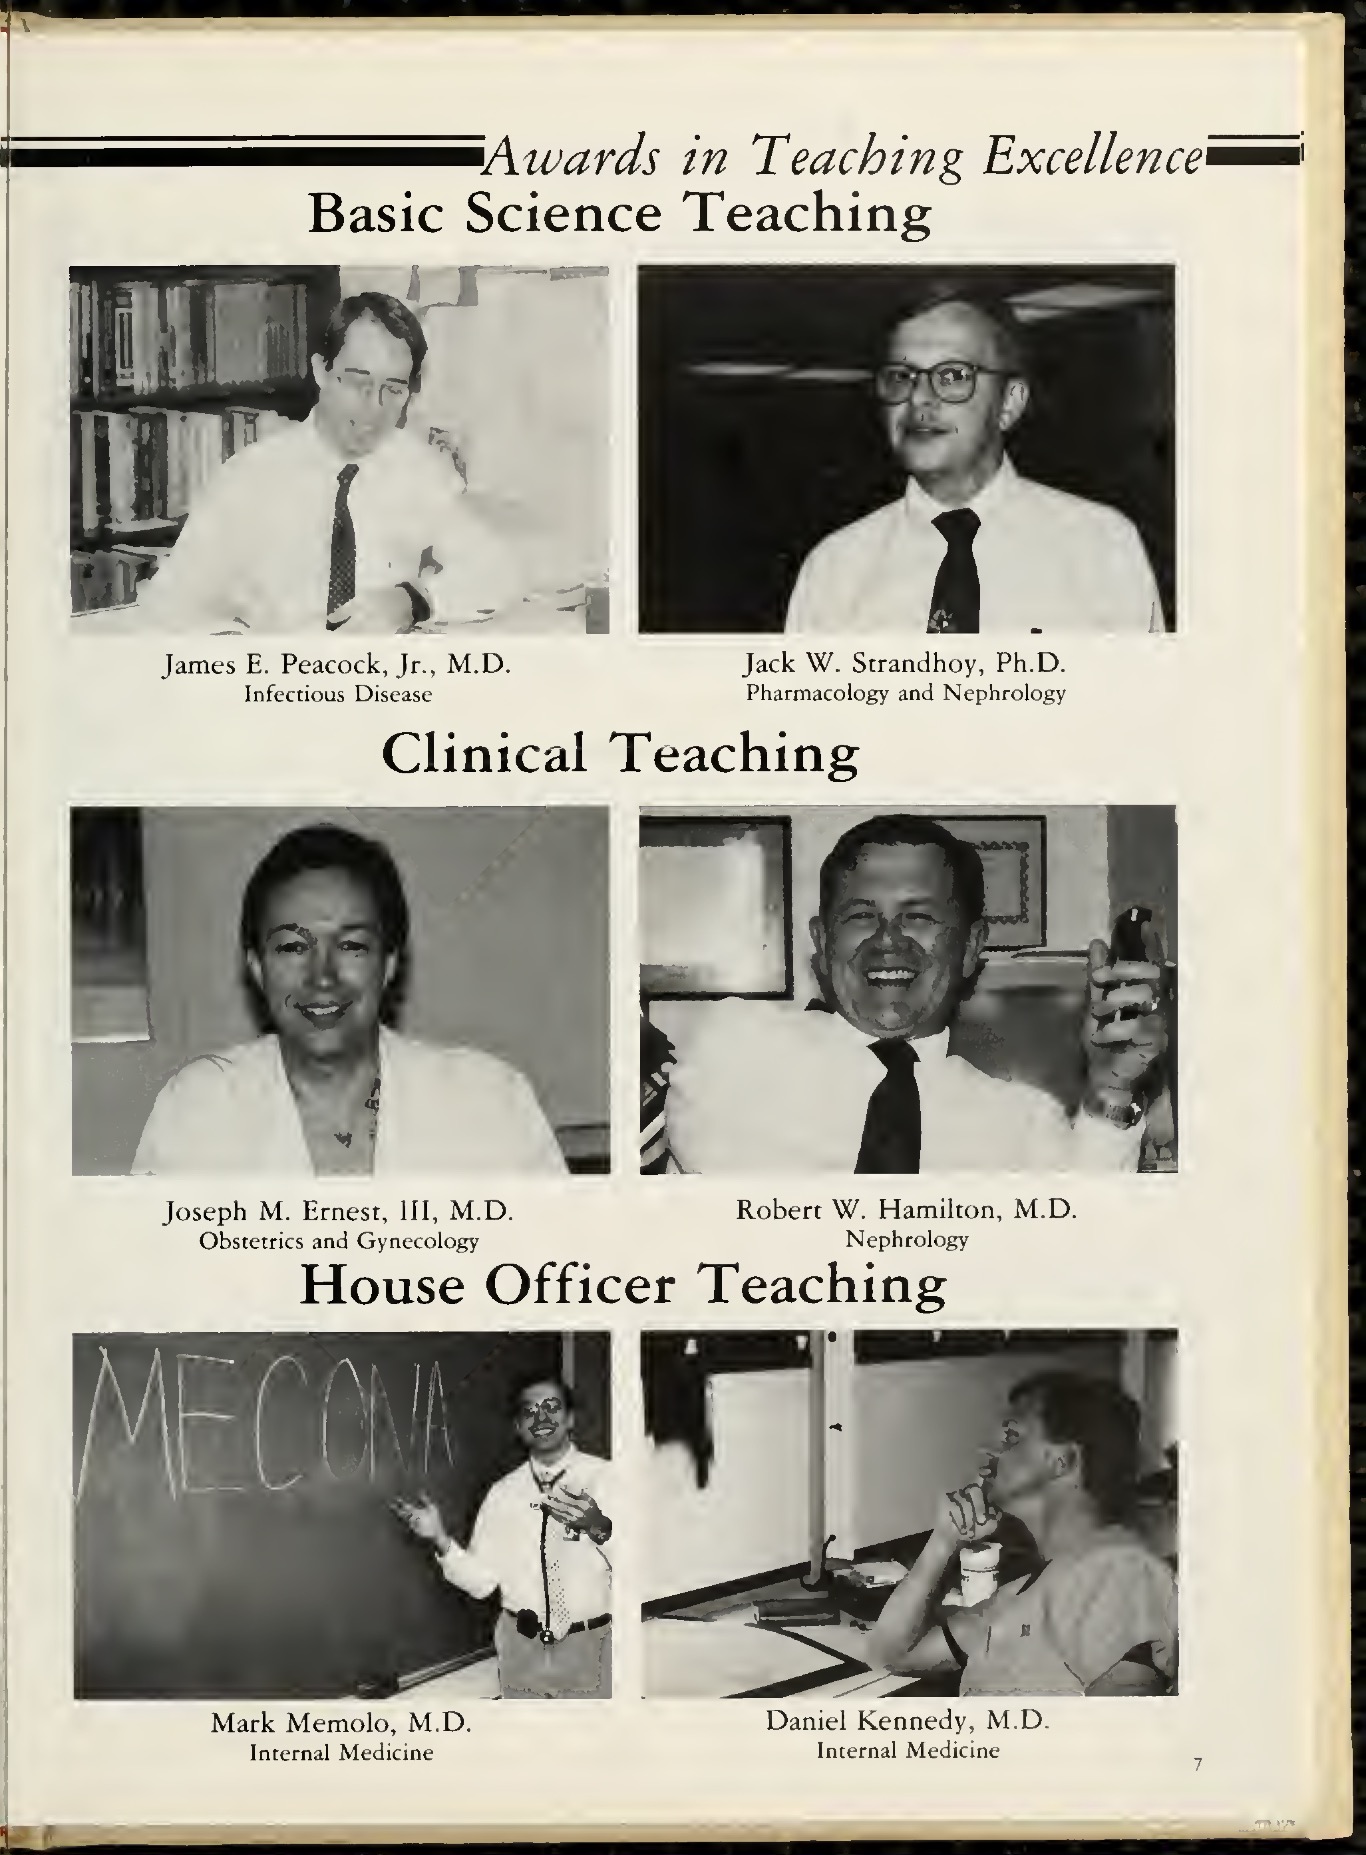 Awards in Teaching Excellence
Basic Science Teaching
James E. Peacock, Jr., M.D.
Infectious Disease
Jack W. Strandhoy, Ph.D.
Pharmacology and Nephrology
Clinical Teaching
Joseph M. Ernest, III, M.D.
Obstetrics and Gynecology
Robert W. Hamilton, M.D.
Nephrology
House Officer Teaching
MECONA
Mark Memolo, M.D.
Internal Medicine
Daniel Kennedy, M.D.
Internal Medicine
7